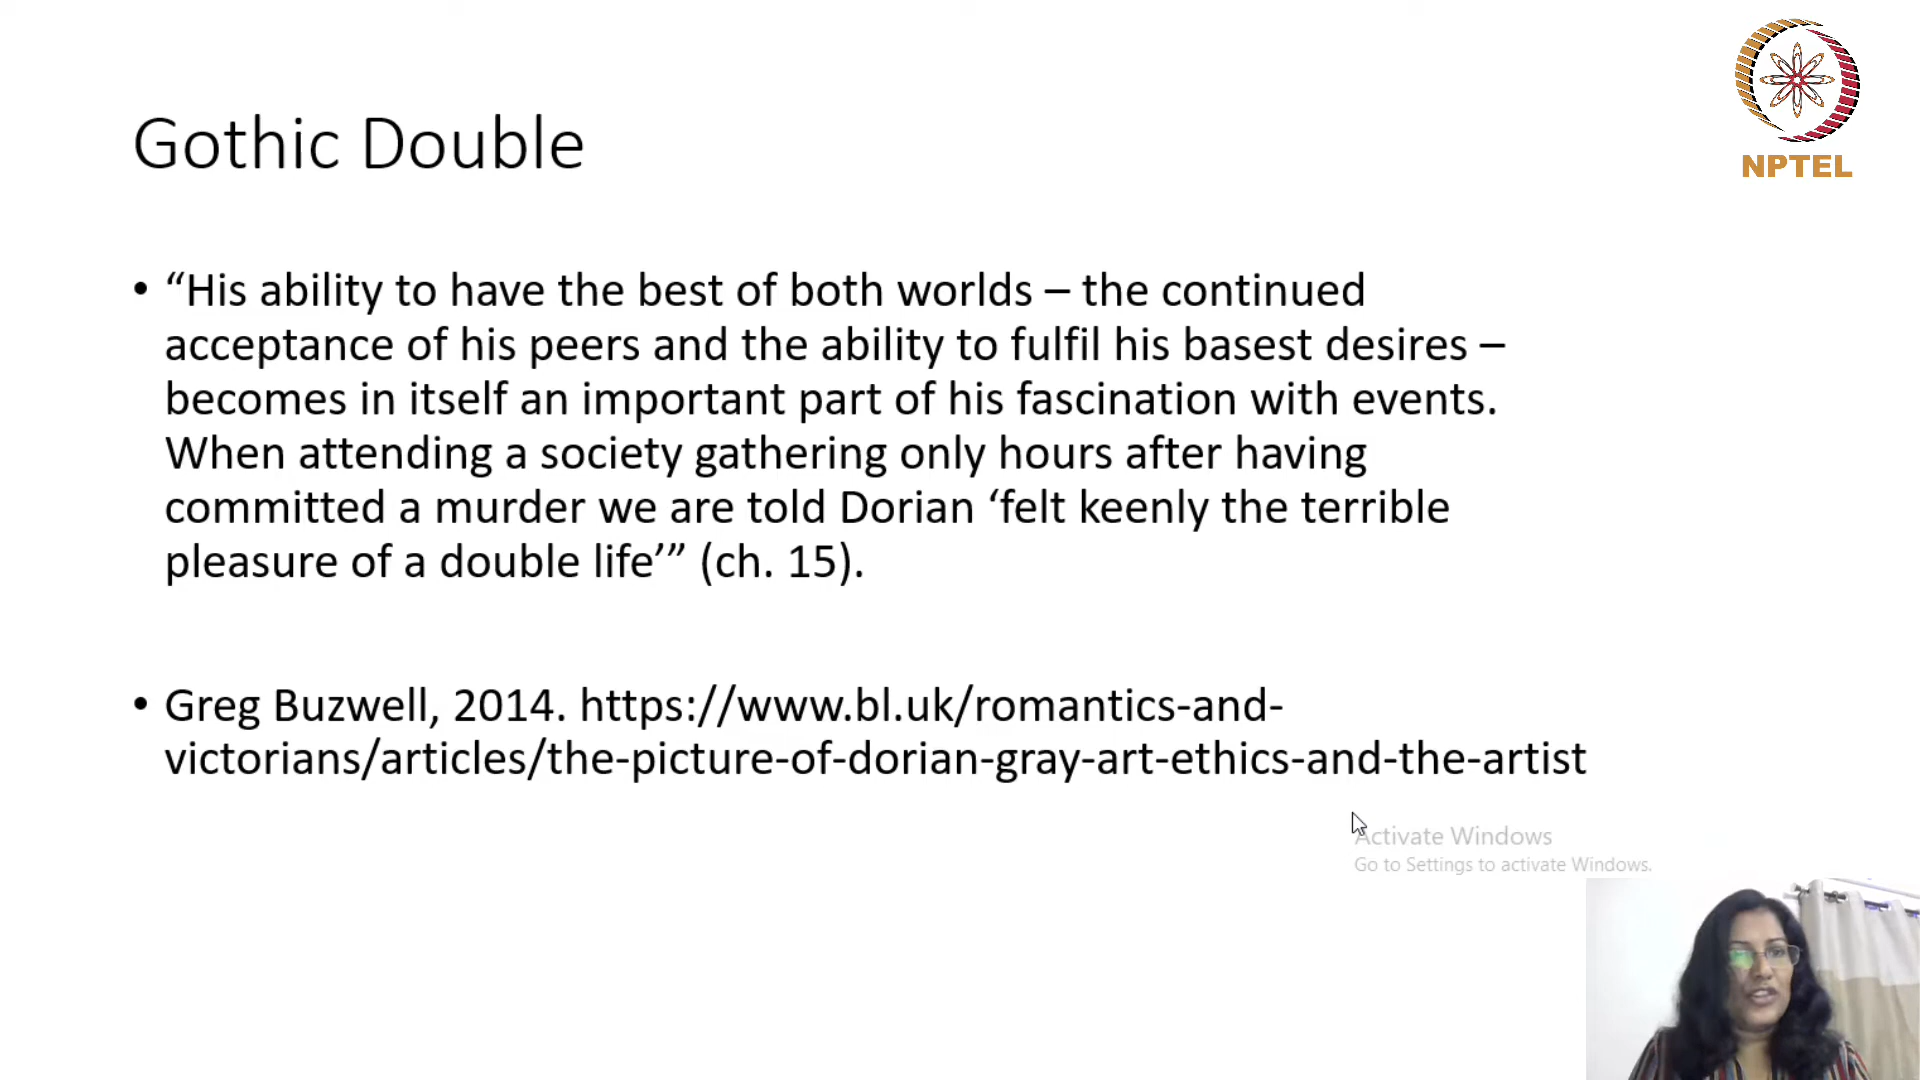 NPTEL
Gothic Double
• “His ability to have the best of both worlds – the continued
acceptance of his peers and the ability to fulfil his basest desires –
becomes in itself an important part of his fascination with events.
When attending a society gathering only hours after having
committed a murder we are told Dorian ‘felt keenly the terrible
pleasure of a double life’” (ch. 15).
• Greg Buzwell, 2014. https://www.bl.uk/romantics-and-
victorians/articles/the-picture-of-dorian-gray-art-ethics-and-the-artist
Activate Windows
Go to Settings to activate Windows.